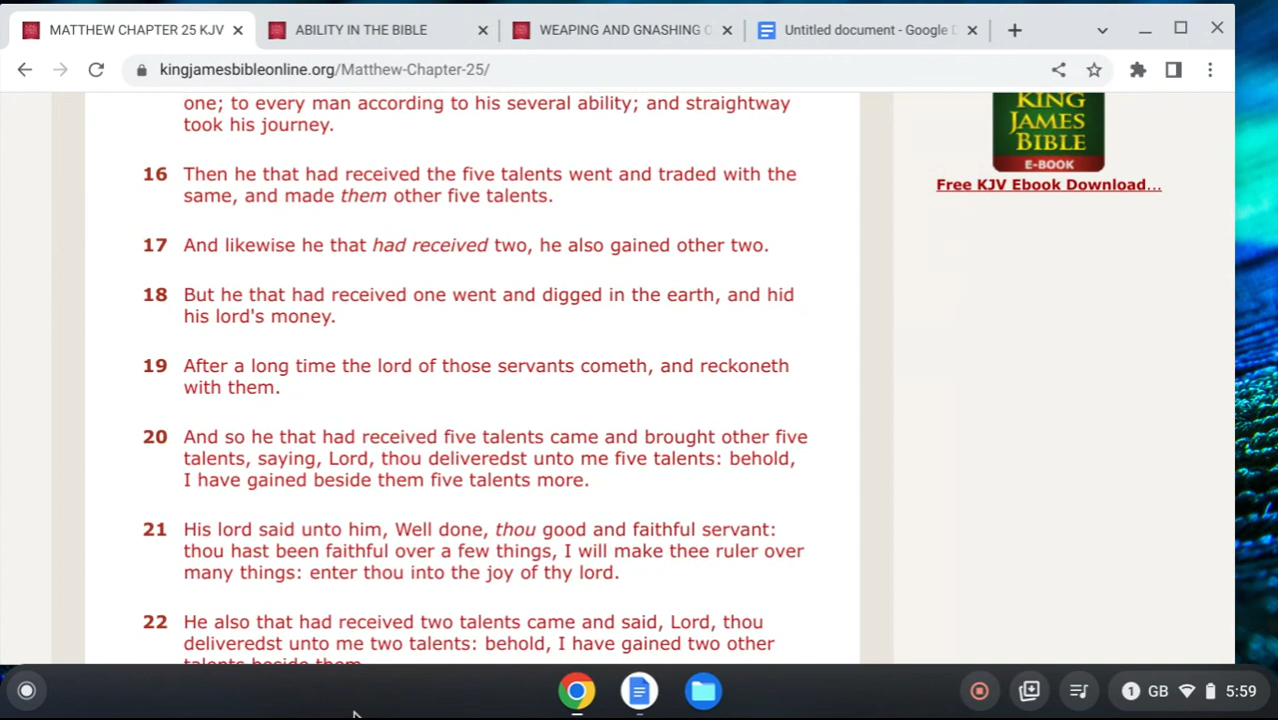 MATTHEW CHAPTER 25 KJV
ABILITY IN THE BIBLE
WEAPING AND GNASHING O
Untitled document - Google D
kingjamesbibleonline.org/Matthew-Chapter-25/
one; to every man according to his several ability; and straightway
took his journey.
16 Then he that had received the five talents went and traded with the
same, and made them other five talents.
17 And likewise he that had received two, he also gained other two.
18 But he that had received one went and digged in the earth, and hid
his lord's money.
19 After a long time the lord of those servants cometh, and reckoneth
with them.
20 And so he that had received five talents came and brought other five
talents, saying, Lord, thou deliveredst unto me five talents: behold,
I have gained beside them five talents more.
21 His lord said unto him, Well done, thou good and faithful servant:
thou hast been faithful over a few things, I will make thee ruler over
many things: enter thou into the joy of thy lord.
22 He also that had received two talents came and said, Lord, thou
deliveredst unto me two talents: behold, I have gained two other
talents beside them
KING
JAMES
BIBLE
E-BOOK
Free KJV Ebook Download...
1 GB 5:59